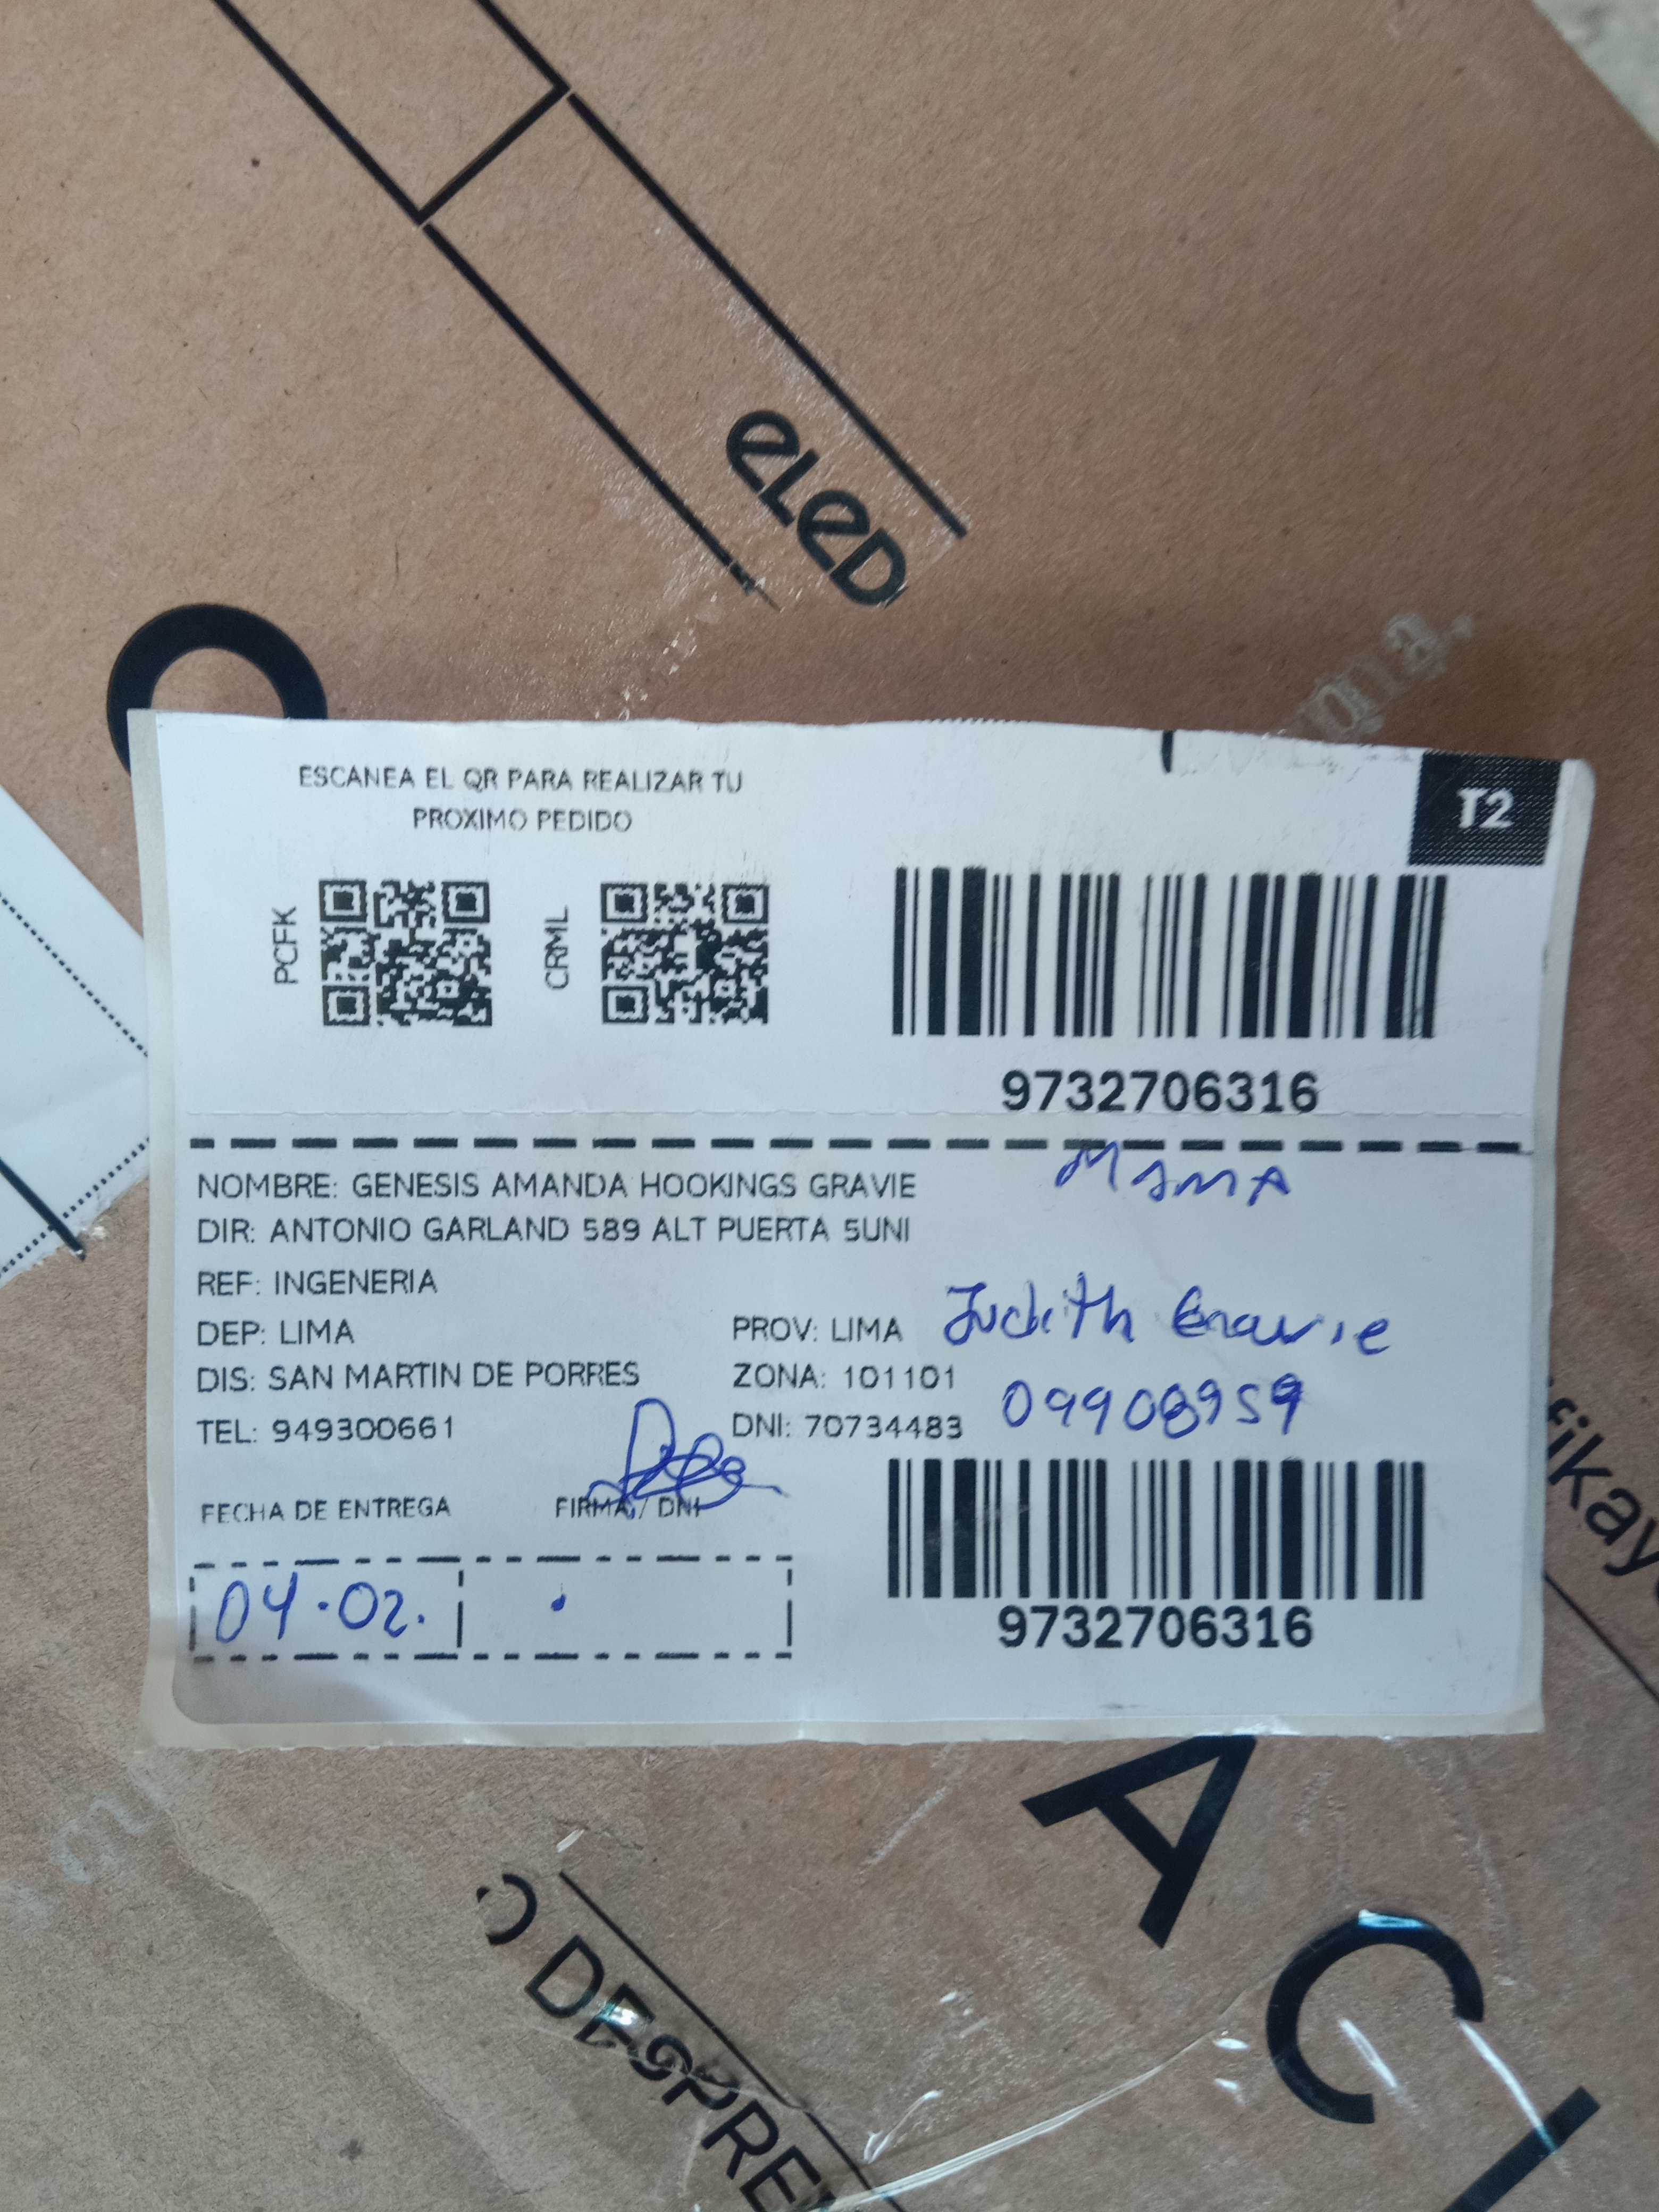 eLeD
ESCANEA EL QR PARA REALIZAR TU
PROXIMO PEDIDO
T2
PCFK
CRML
9732706316
MAMA
NOMBRE: GENESIS AMANDA HOOKINGS GRAVIE
DIR: ANTONIO GARLAND 589 ALT PUERTA 5UNI
REF: INGENERIA
DEP: LIMA
PROV: LIMA
Judith Gravie
DIS: SAN MARTIN DE PORRES
ZONA: 101101
09908959
TEL: 949300661
DNI: 70734483
FECHA DE ENTREGA
FIRMA / DNI
04.02.
9732706316